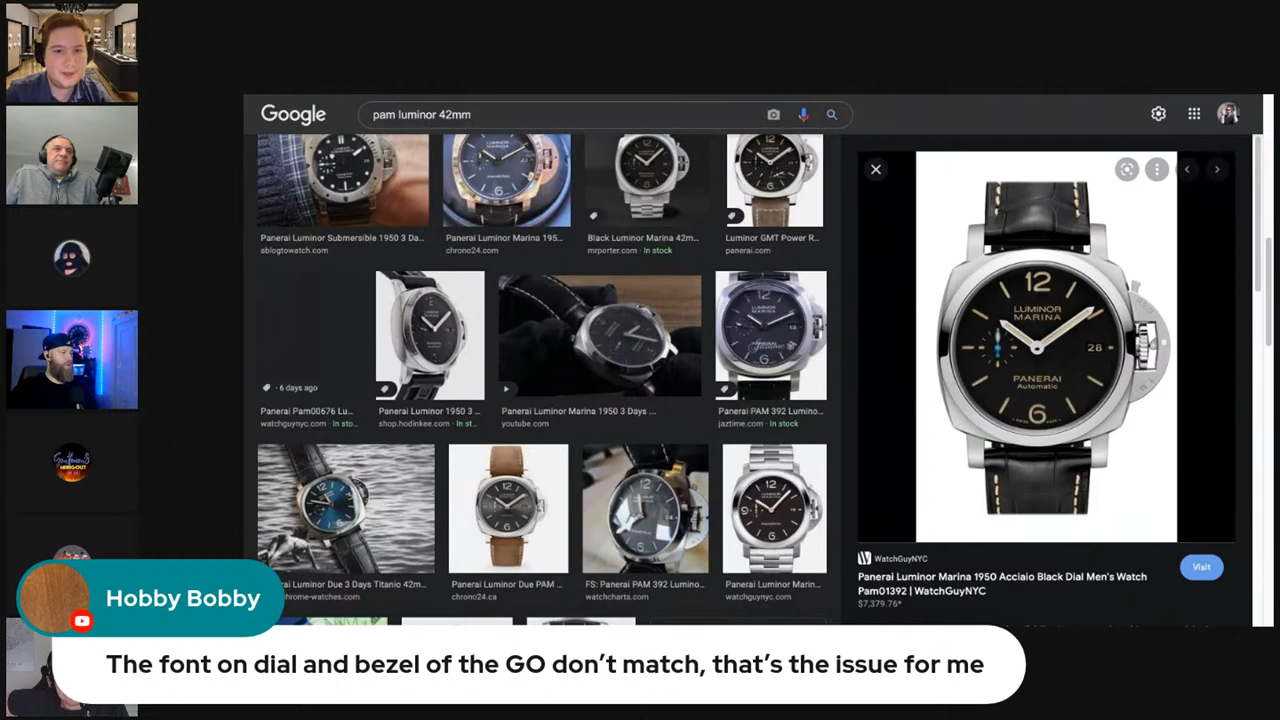 Google
pam luminor 42mm
Panerai Luminor Submersible 1950 3 Da...
ablogtowatch.com
Panerai Luminor Marina 195...
chrono24.com
Black Luminor Marina 42m...
mrporter.com · In stock
Luminor GMT Power R...
panerai.com
· 6 days ago
Panerai Pam00676 Lu...
watchguynyc.com · In sto...
Panerai Luminor 1950 3 ...
shop.hodinkee.com · In st...
Panerai Luminor Marina 1950 3 Days ...
youtube.com
Panerai PAM 392 Lumino...
jaztime.com · In stock
Luminor Due 3 Days Titanio 42m...
chrome-watches.com
Panerai Luminor Due PAM ...
chrono24.ca
FS: Panerai PAM 392 Lumino...
watchcharts.com
Panerai Luminor Marin...
watchguynyc.com
12
LUMINOR
MARINA
28
PANERAI
Automatic
6
WatchGuyNYC
Panerai Luminor Marina 1950 Acciaio Black Dial Men's Watch
Pam01392 | WatchGuyNYC
$7,379.76*
Visit
Hobby Bobby
The font on dial and bezel of the GO don't match, that's the issue for me